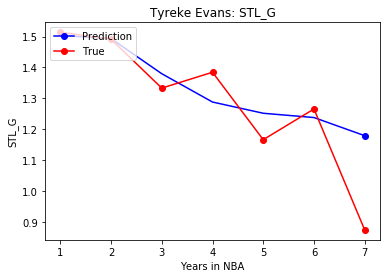 Tyreke Evans: STL_G
Prediction
True
STL_G
1.5
1.4
1.3
1.2
1.1
1.0
0.9
1 2 3 4 5 6 7
Years in NBA